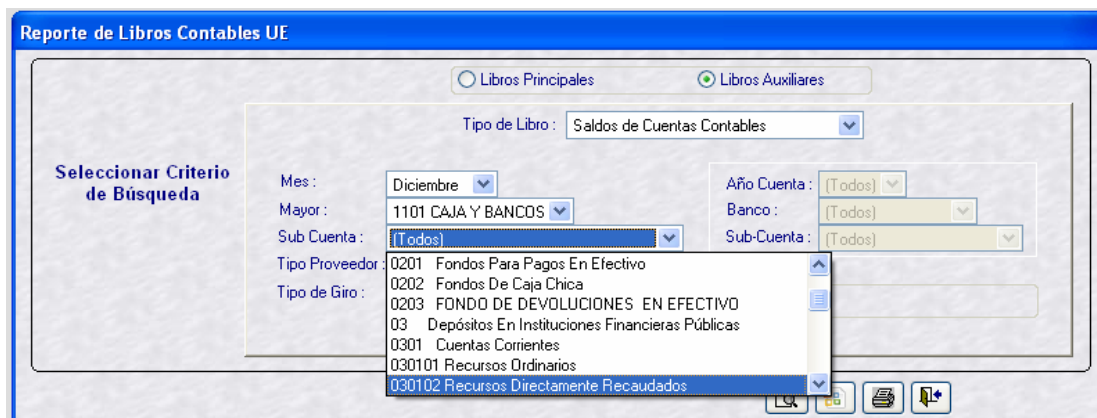 Reporte de Libros Contables UE
Libros Principales
Libros Auxiliares
Tipo de Libro :
Saldos de Cuentas Contables
Seleccionar Criterio
de Búsqueda
Mes :
Diciembre
Año Cuenta :
(Todos)
Mayor :
1101 CAJA Y BANCOS
Banco :
(Todos)
Sub Cuenta :
(Todos)
Sub-Cuenta :
(Todos)
Tipo Proveedor :
Tipo de Giro :
0201 Fondos Para Pagos En Efectivo
0202 Fondos De Caja Chica
0203 FONDO DE DEVOLUCIONES EN EFECTIVO
03 Depósitos En Instituciones Financieras Públicas
0301 Cuentas Corrientes
030101 Recursos Ordinarios
030102 Recursos Directamente Recaudados